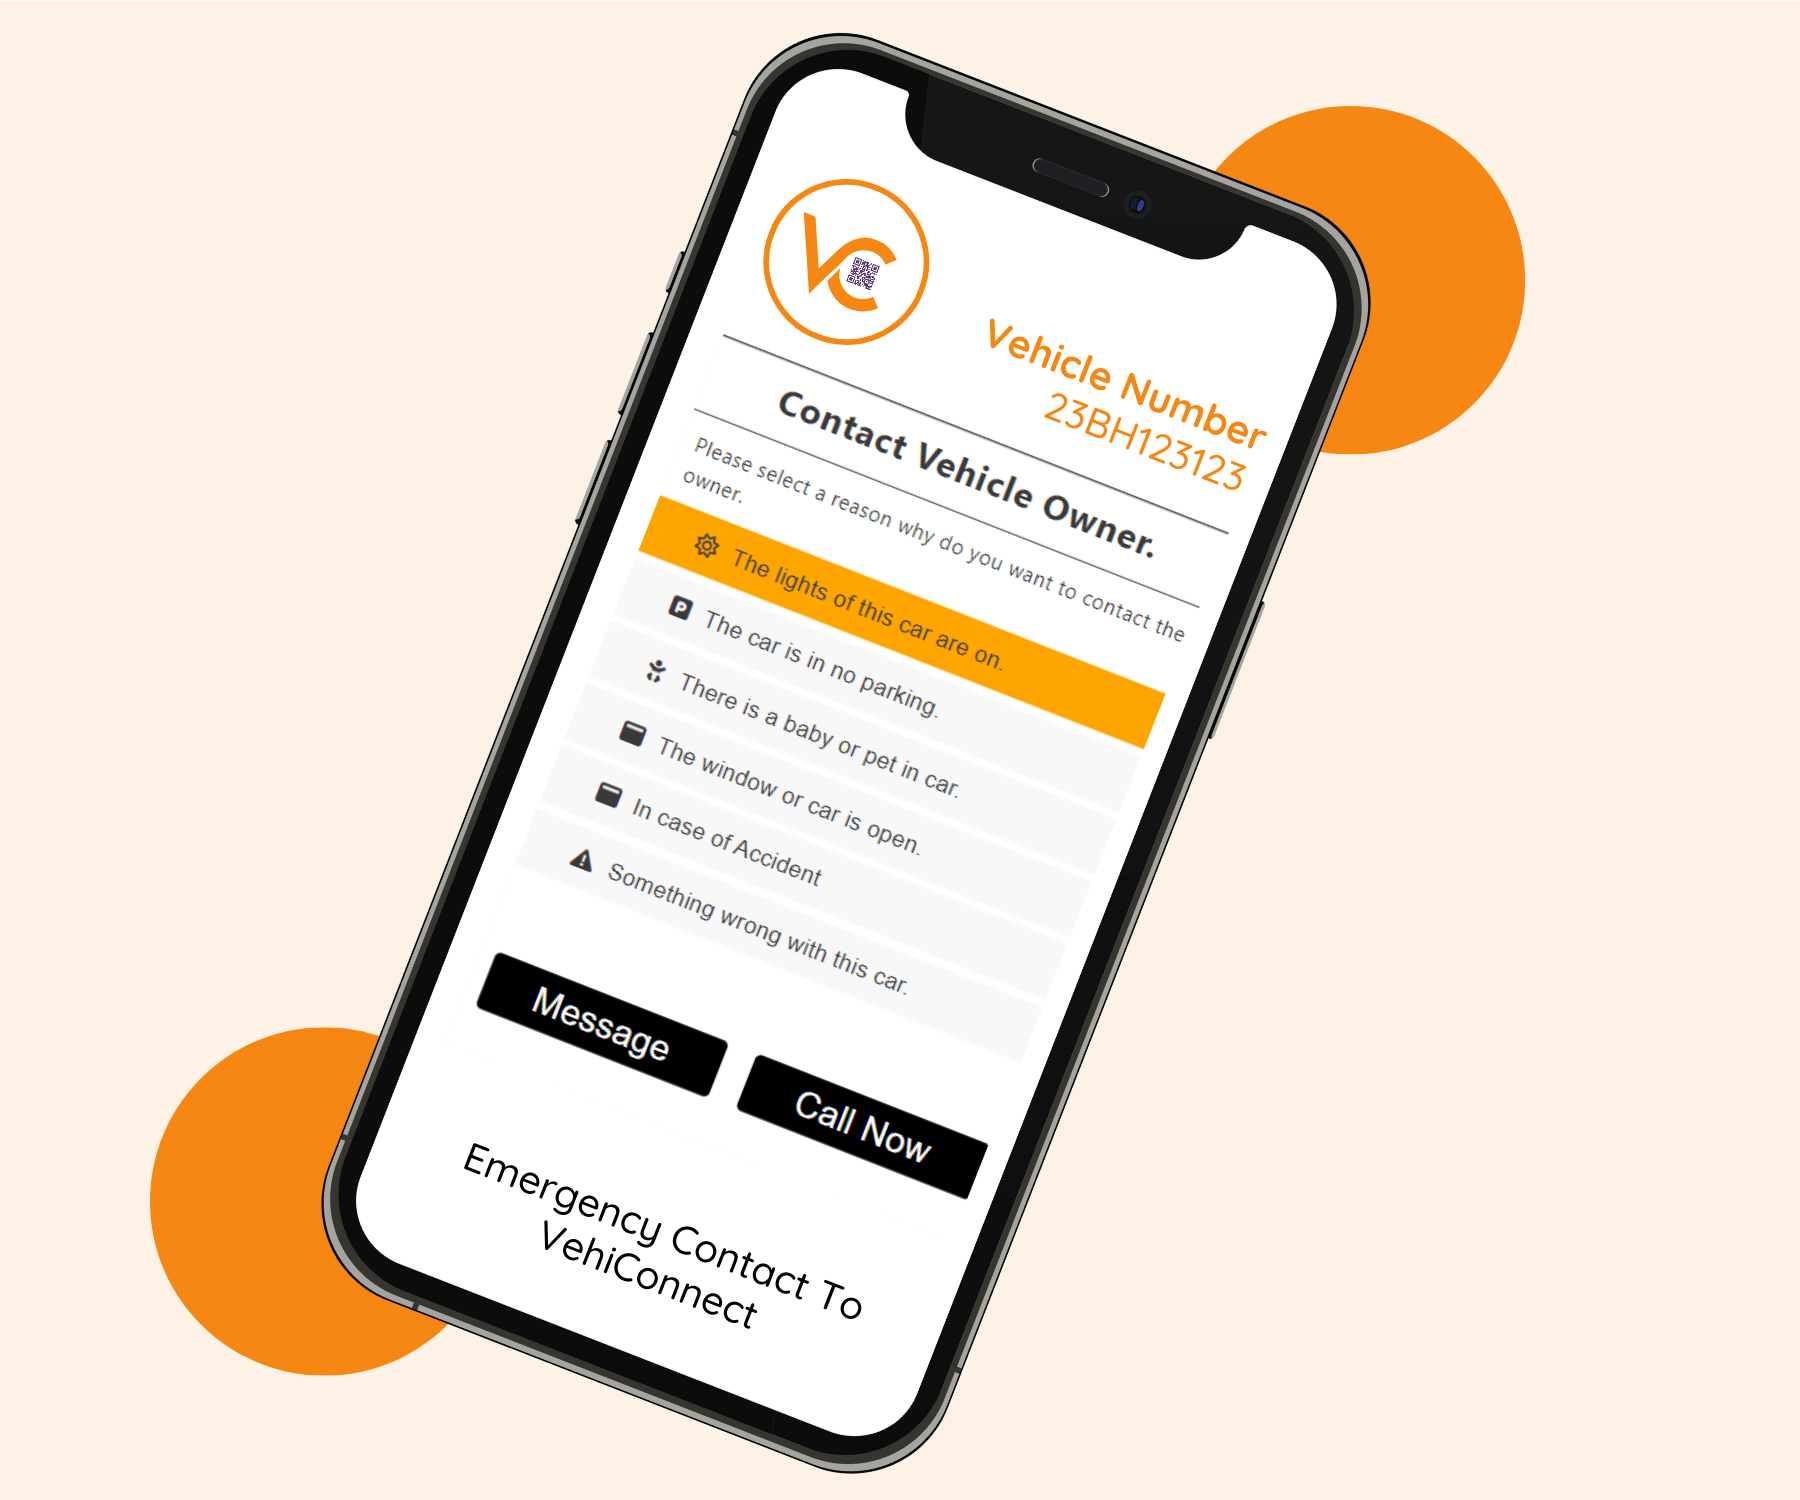 VC
Vehicle Number
23BH123123
Contact Vehicle Owner.
Please select a reason why do you want to contact the
owner.
The lights of this car are on.
P The car is in no parking.
There is a baby or pet in car.
The window or car is open.
In case of Accident
Something wrong with this car.
Message
Call Now
Emergency Contact To
VehiConnect